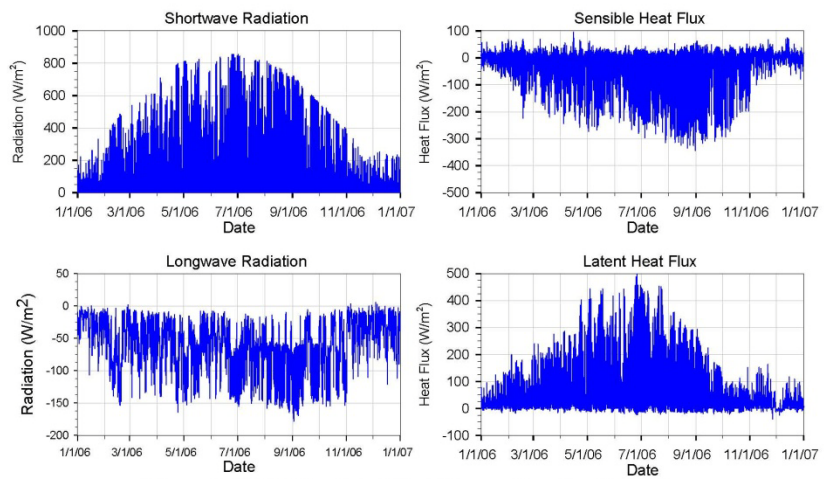 Shortwave Radiation
Radiation (W/m²)
1000
800
600
400
200
0
1/1/06 3/1/06 5/1/06 7/1/06 9/1/06 11/1/06 1/1/07
Date
Sensible Heat Flux
Heat Flux (W/m²)
100
0
-100
-200
-300
-400
-500
1/1/06 3/1/06 5/1/06 7/1/06 9/1/06 11/1/06 1/1/07
Date
Longwave Radiation
Radiation (W/m²)
50
0
-50
-100
-150
-200
1/1/06 3/1/06 5/1/06 7/1/06 9/1/06 11/1/06 1/1/07
Date
Latent Heat Flux
Heat Flux (W/m²)
500
400
300
200
100
0
-100
1/1/06 3/1/06 5/1/06 7/1/06 9/1/06 11/1/06 1/1/07
Date